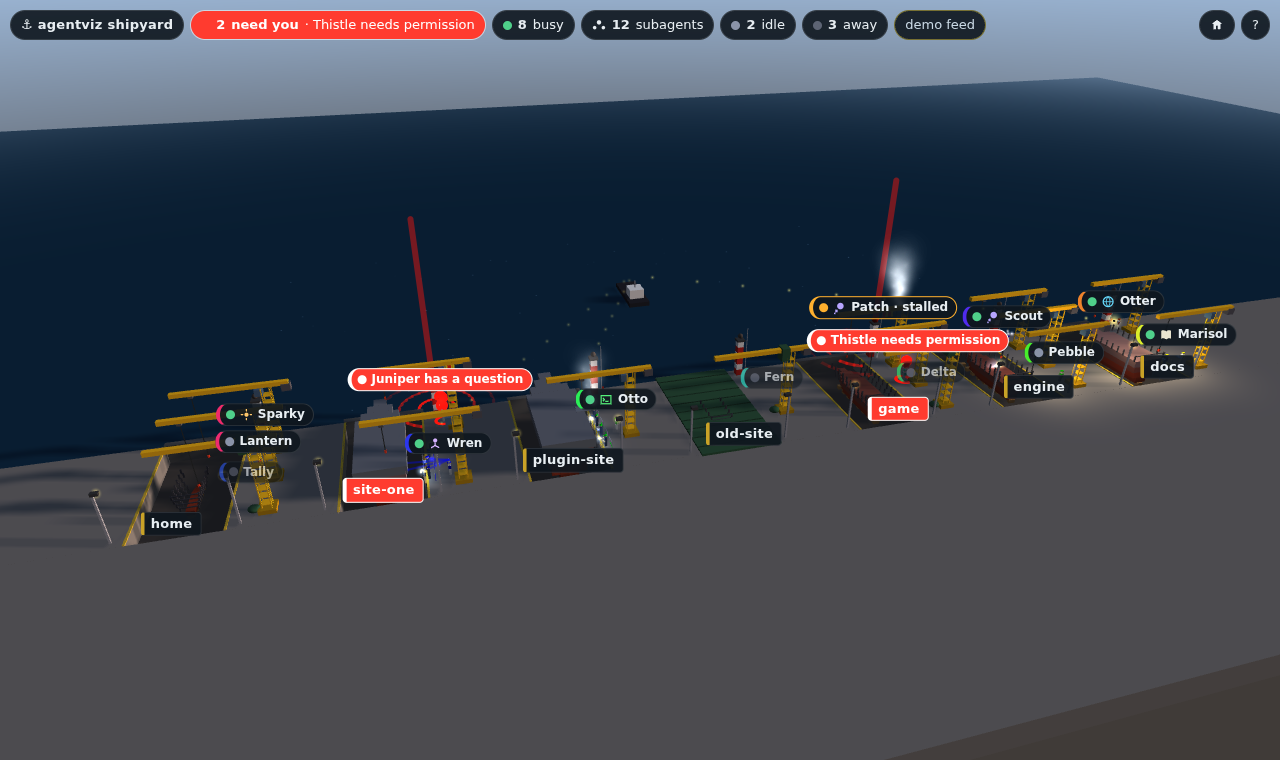 agentviz shipyard
2 need you · Thistle needs permission
8 busy
12 subagents
2 idle
3 away
demo feed
?
Patch · stalled
Otter
Scout
Thistle needs permission
Marisol
Pebble
docs
Juniper has a question
Fern
Delta
engine
Otto
game
Sparky
Lantern
Wren
old-site
Tally
plugin-site
site-one
home